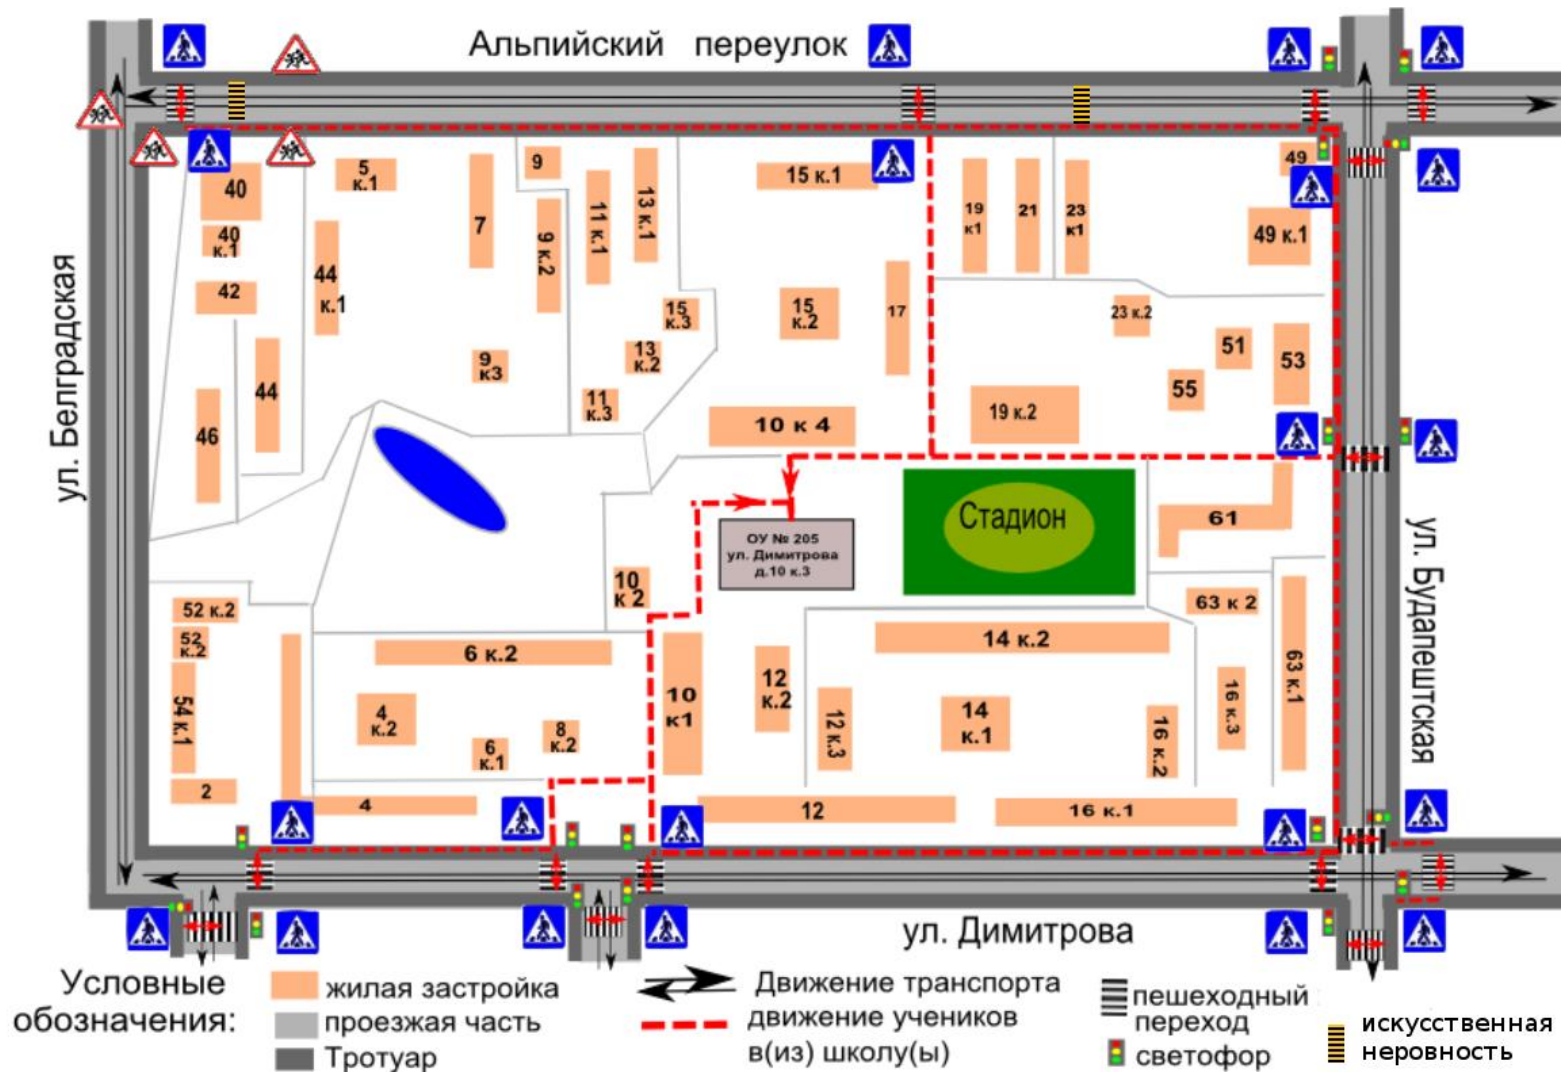 Альпийский переулок
ул. Белградская
40
40
к.1
42
44
46
44
к.1
5
к.1
7
9
9 к.2
9
к3
11 к.1
11
к.3
13 к.1
13
к.2
15
к.3
15 к.1
15
к.2
17
10 к 4
19
к1
21
23
к1
23 к.2
19 к.2
49
49 к.1
51
53
55
ОУ № 205
ул. Димитрова
д.10 к.3
Стадион
61
63 к 2
63 к.1
ул. Будапештская
52 к.2
52
к.2
54 к.1
2
4
6 к.2
4
к.2
6
к.1
8
к.2
10
к 2
10
к1
12
к.2
12 к.3
12
14 к.2
14
к.1
16 к.2
16 к.3
16 к.1
ул. Димитрова
Условные
обозначения:
жилая застройка
проезжая часть
Тротуар
Движение транспорта
движение учеников
в(из) школу(ы)
пешеходный
переход
светофор
искусственная
неровность